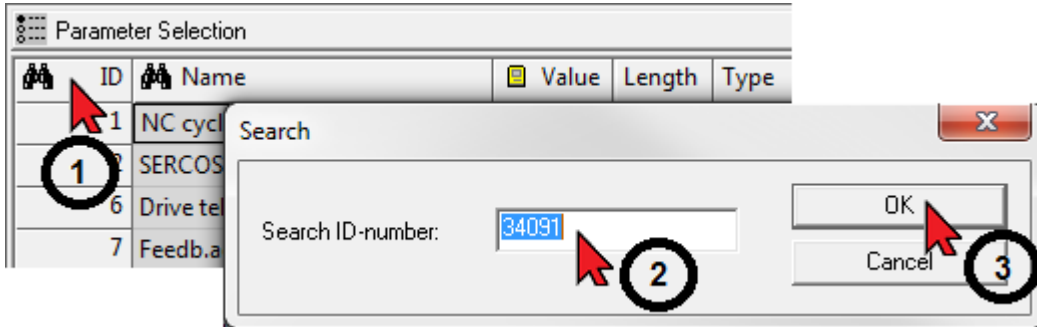 Parameter Selection
ID Name Value Length Type
1 NC cycl
Search
1
SERCOS
6 Drive tel
Search ID-number: 34091
OK
7 Feedb.a
2
Cancel
3